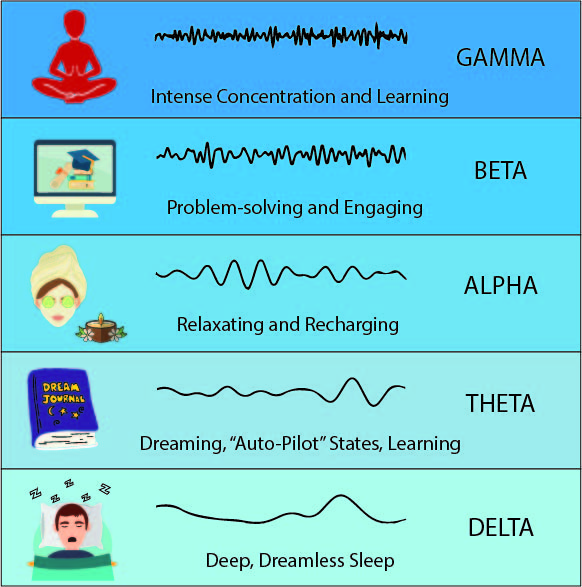 GAMMA
Intense Concentration and Learning
BETA
Problem-solving and Engaging
ALPHA
Relaxating and Recharging
DREAM
JOURNAL
THETA
Dreaming, “Auto-Pilot” States, Learning
z z z z z
DELTA
Deep, Dreamless Sleep